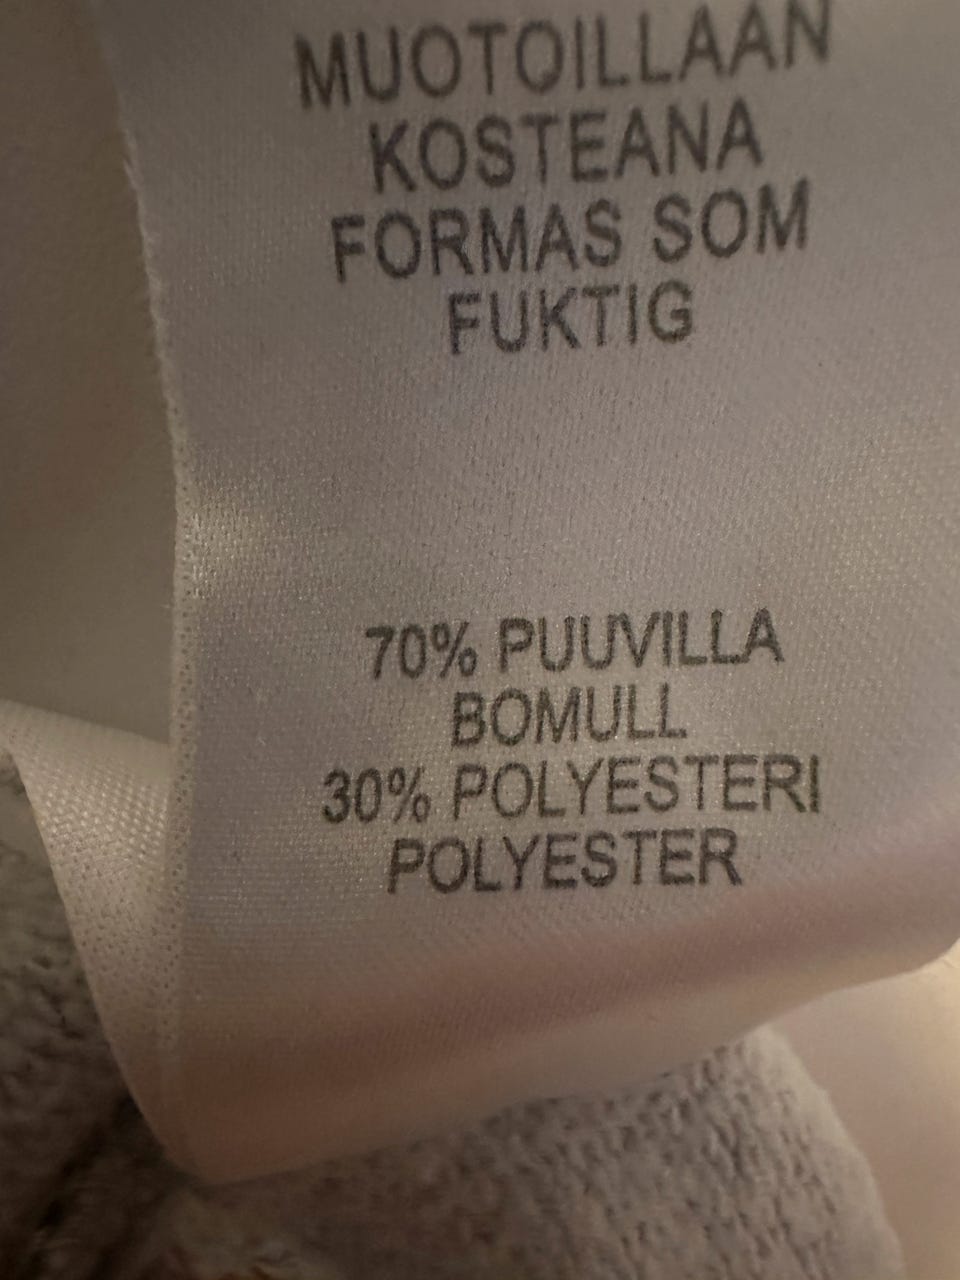 MUOTOILLAAN
KOSTEANA
FORMAS SOM
FUKTIG
70% PUUVILLA
BOMULL
30% POLYESTERI
POLYESTER